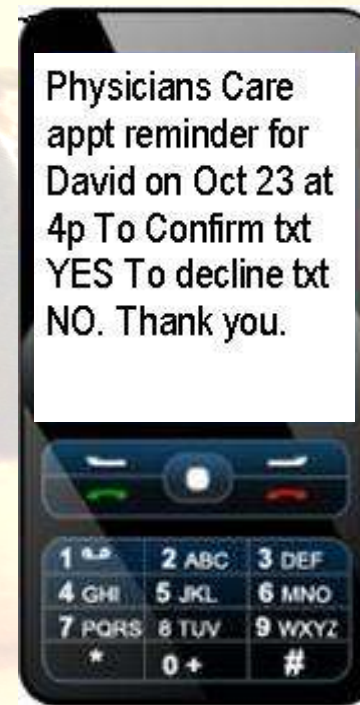 Physicians Care
appt reminder for
David on Oct 23 at
4p To Confirm txt
YES To decline txt
NO. Thank you.
1
2 ABC
3 DEF
4 GHI
5 JKL
6 MNO
7 PQRS
8 TUV
9 WXYZ
*
0 +
#